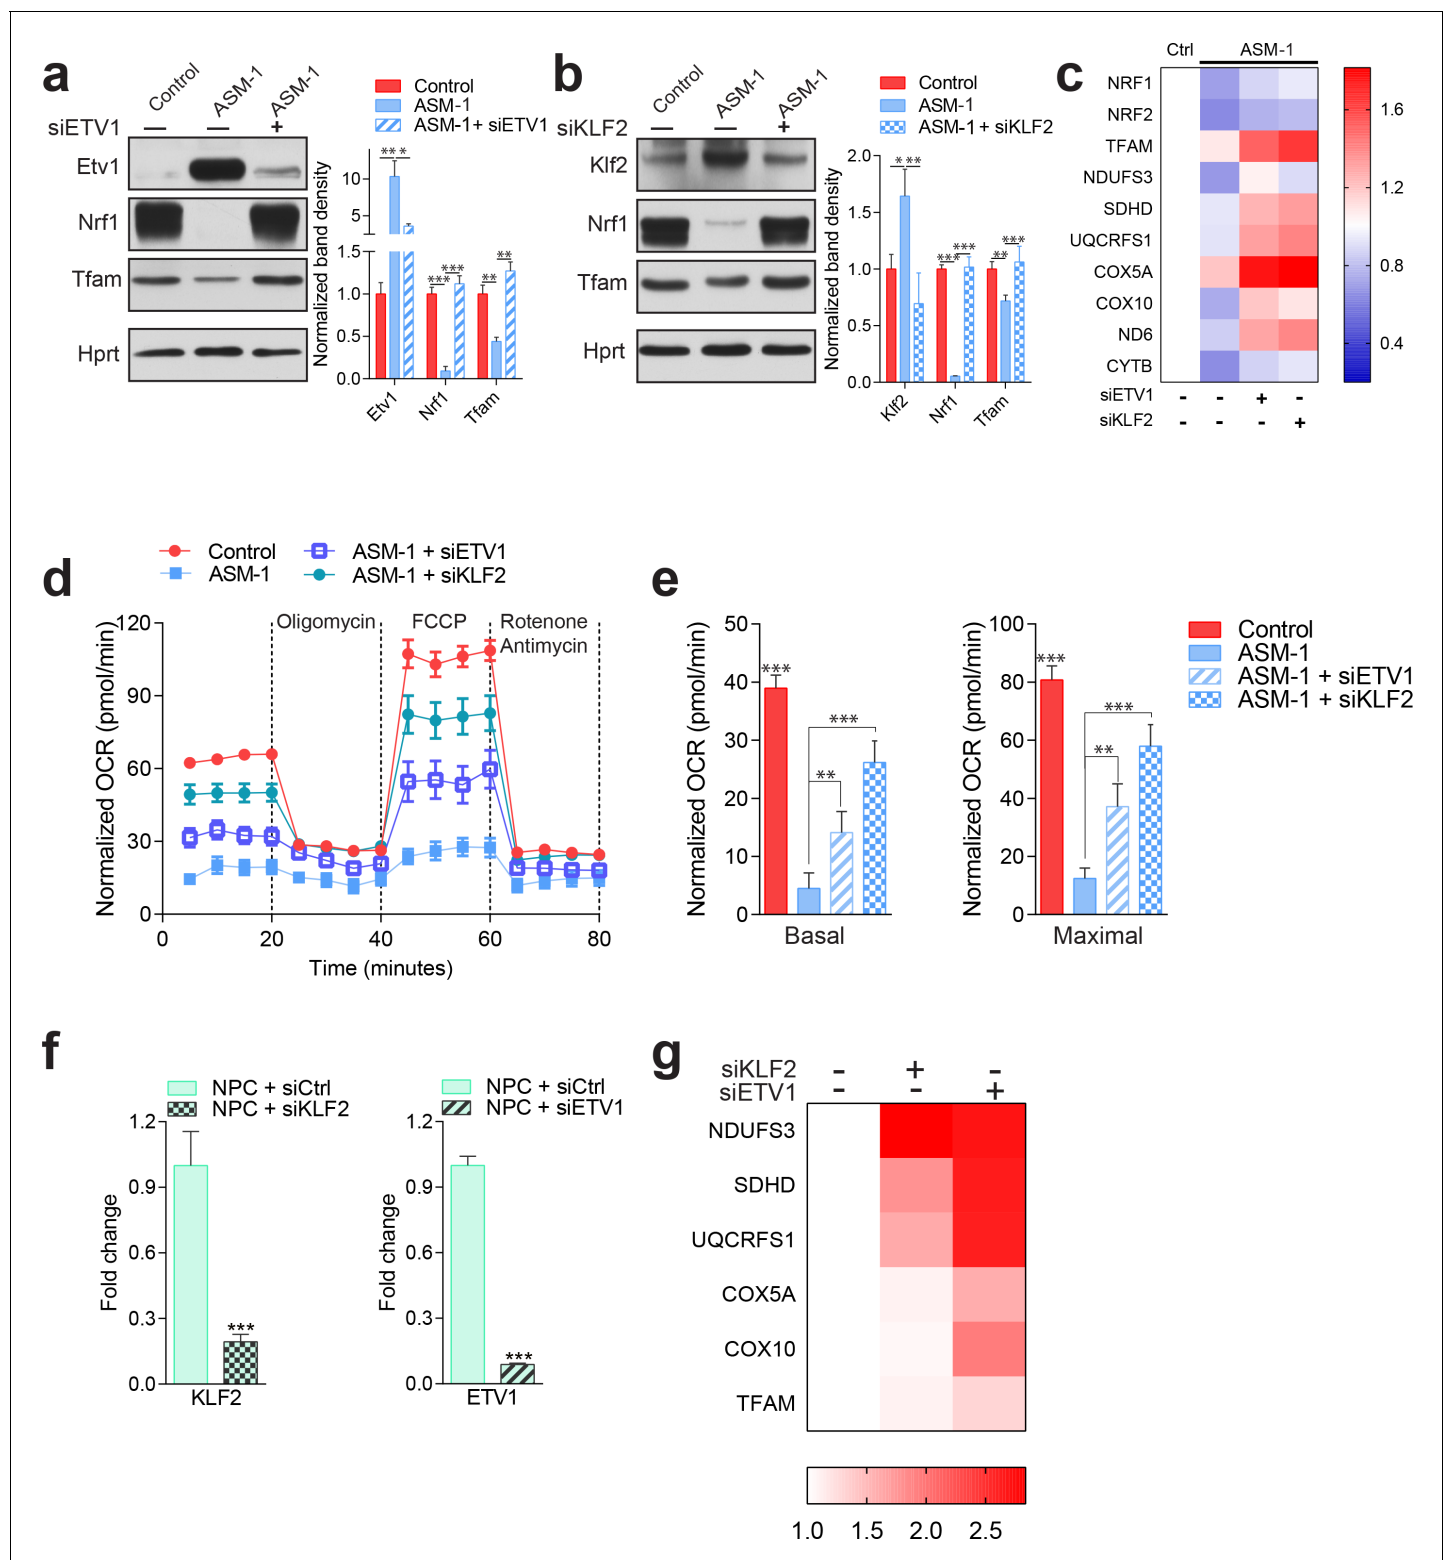 a
Control
ASM-1
ASM-1
siETV1 — — +
Etv1
Nrf1
Tfam
Hprt
Control
ASM-1
ASM-1+ siETV1
Normalized band density
10
5
1.5
1.0
0.5
0.0
** *
*** ***
** **
Etv1
Nrf1
Tfam
b
Control
ASM-1
ASM-1
siKLF2 — — +
Klf2
Nrf1
Tfam
Hprt
Control
ASM-1
ASM-1 + siKLF2
Normalized band density
2.0
1.5
1.0
0.5
0.0
* **
*** ***
** ***
Klf2
Nrf1
Tfam
c
Ctrl ASM-1
NRF1
NRF2
TFAM
NDUFS3
SDHD
UQCRFS1
COX5A
COX10
ND6
CYTB
siETV1 - - + -
siKLF2 - - - +
1.6
1.2
0.8
0.4
d
Control
ASM-1
ASM-1 + siETV1
ASM-1 + siKLF2
Oligomycin
FCCP
Rotenone
Antimycin
Normalized OCR (pmol/min)
120
90
60
30
0
0 20 40 60 80
Time (minutes)
e
Normalized OCR (pmol/min)
50
40
30
20
10
0
***
**
***
Basal
Normalized OCR (pmol/min)
100
80
60
40
20
0
***
**
***
Maximal
Control
ASM-1
ASM-1 + siETV1
ASM-1 + siKLF2
f
NPC + siCtrl
NPC + siKLF2
Fold change
1.2
0.9
0.6
0.3
0.0
***
KLF2
NPC + siCtrl
NPC + siETV1
Fold change
1.2
0.9
0.6
0.3
0.0
***
ETV1
g
siKLF2 - + -
siETV1 - - +
NDUFS3
SDHD
UQCRFS1
COX5A
COX10
TFAM
1.0 1.5 2.0 2.5